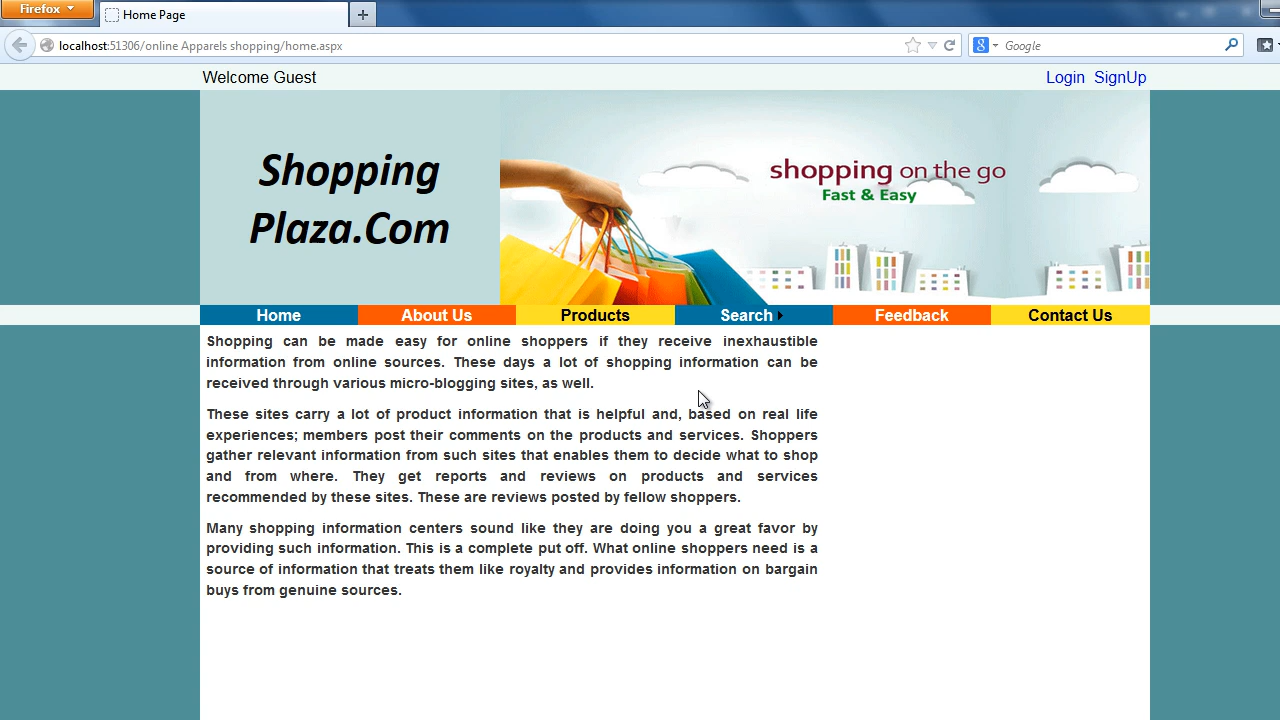 Firefox
Home Page
localhost:51306/online Apparels shopping/home.aspx
Google
Welcome Guest
Login SignUp
Shopping
Plaza.Com
shopping on the go
Fast & Easy
Home About Us Products Search Feedback Contact Us
Shopping can be made easy for online shoppers if they receive inexhaustible
information from online sources. These days a lot of shopping information can be
received through various micro-blogging sites, as well.
These sites carry a lot of product information that is helpful and, based on real life
experiences; members post their comments on the products and services. Shoppers
gather relevant information from such sites that enables them to decide what to shop
and from where. They get reports and reviews on products and services
recommended by these sites. These are reviews posted by fellow shoppers.
Many shopping information centers sound like they are doing you a great favor by
providing such information. This is a complete put off. What online shoppers need is a
source of information that treats them like royalty and provides information on bargain
buys from genuine sources.